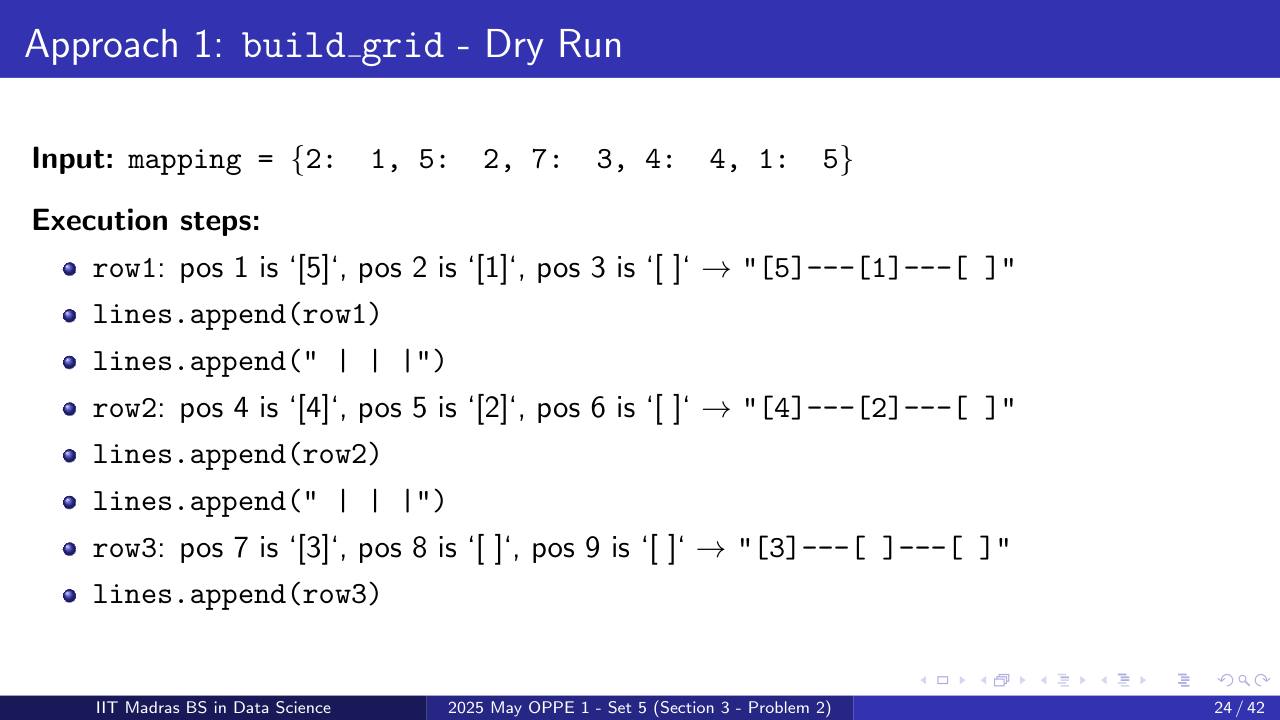 Approach 1: build_grid - Dry Run
Input: mapping = {2: 1, 5: 2, 7: 3, 4: 4, 1: 5}
Execution steps:
row1: pos 1 is ‘[5]‘, pos 2 is ‘[1]‘, pos 3 is ‘[ ]‘ → "[5]---[1]---[ ]"
lines.append(row1)
lines.append(" | | |")
row2: pos 4 is ‘[4]‘, pos 5 is ‘[2]‘, pos 6 is ‘[ ]‘ → "[4]---[2]---[ ]"
lines.append(row2)
lines.append(" | | |")
row3: pos 7 is ‘[3]‘, pos 8 is ‘[ ]‘, pos 9 is ‘[ ]‘ → "[3]---[ ]---[ ]"
lines.append(row3)
IIT Madras BS in Data Science 2025 May OPPE 1 - Set 5 (Section 3 - Problem 2) 24 / 42